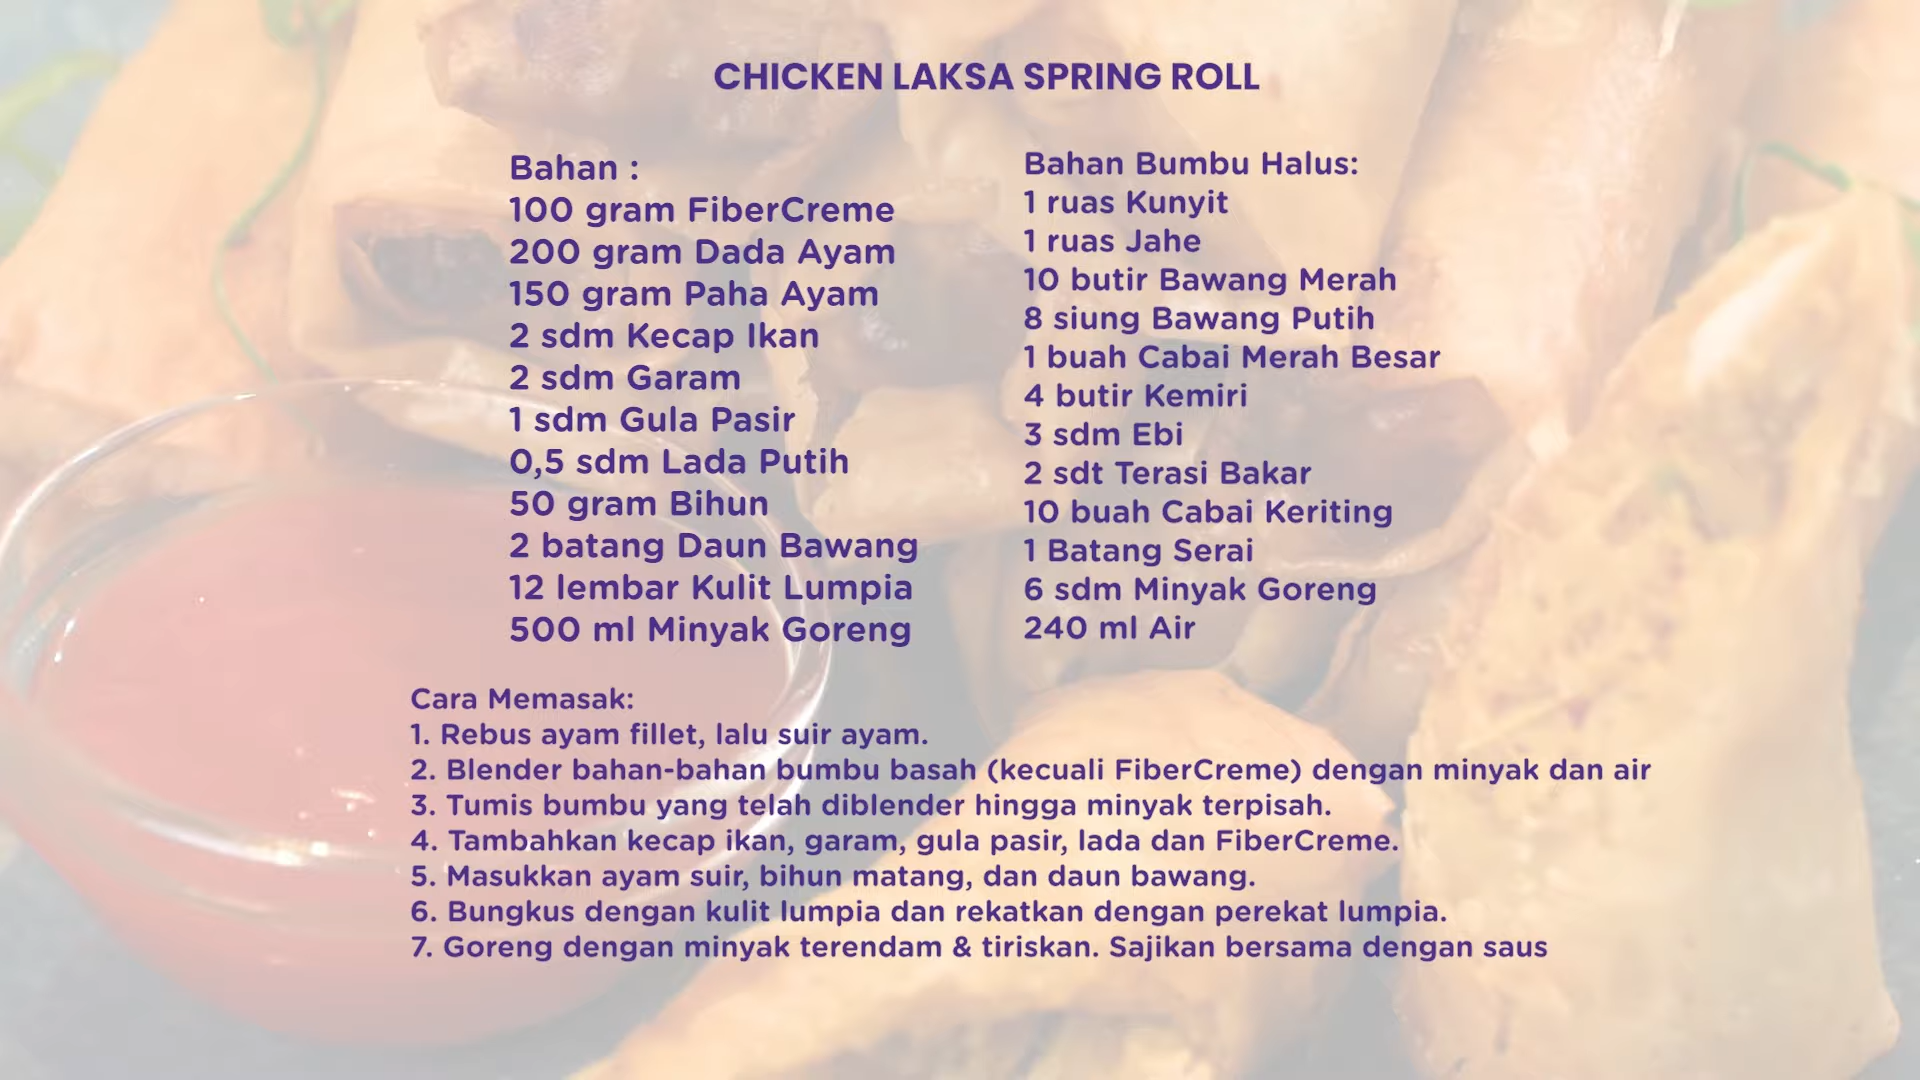 CHICKEN LAKSA SPRING ROLL
Bahan :
100 gram FiberCreme
200 gram Dada Ayam
150 gram Paha Ayam
2 sdm Kecap Ikan
2 sdm Garam
1 sdm Gula Pasir
0,5 sdm Lada Putih
50 gram Bihun
2 batang Daun Bawang
12 lembar Kulit Lumpia
500 ml Minyak Goreng
Bahan Bumbu Halus:
1 ruas Kunyit
1 ruas Jahe
10 butir Bawang Merah
8 siung Bawang Putih
1 buah Cabai Merah Besar
4 butir Kemiri
3 sdm Ebi
2 sdt Terasi Bakar
10 buah Cabai Keriting
1 Batang Serai
6 sdm Minyak Goreng
240 ml Air
Cara Memasak:
1. Rebus ayam fillet, lalu suir ayam.
2. Blender bahan-bahan bumbu basah (kecuali FiberCreme) dengan minyak dan air
3. Tumis bumbu yang telah diblender hingga minyak terpisah.
4. Tambahkan kecap ikan, garam, gula pasir, lada dan FiberCreme.
5. Masukkan ayam suir, bihun matang, dan daun bawang.
6. Bungkus dengan kulit lumpia dan rekatkan dengan perekat lumpia.
7. Goreng dengan minyak terendam & tiriskan. Sajikan bersama dengan saus